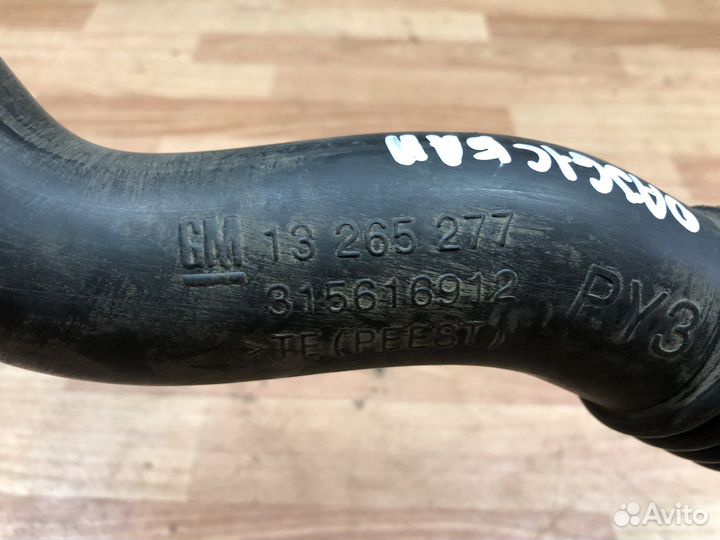 GM 13 265 277
315616912
>TE(PEEST)
PY3
Avito